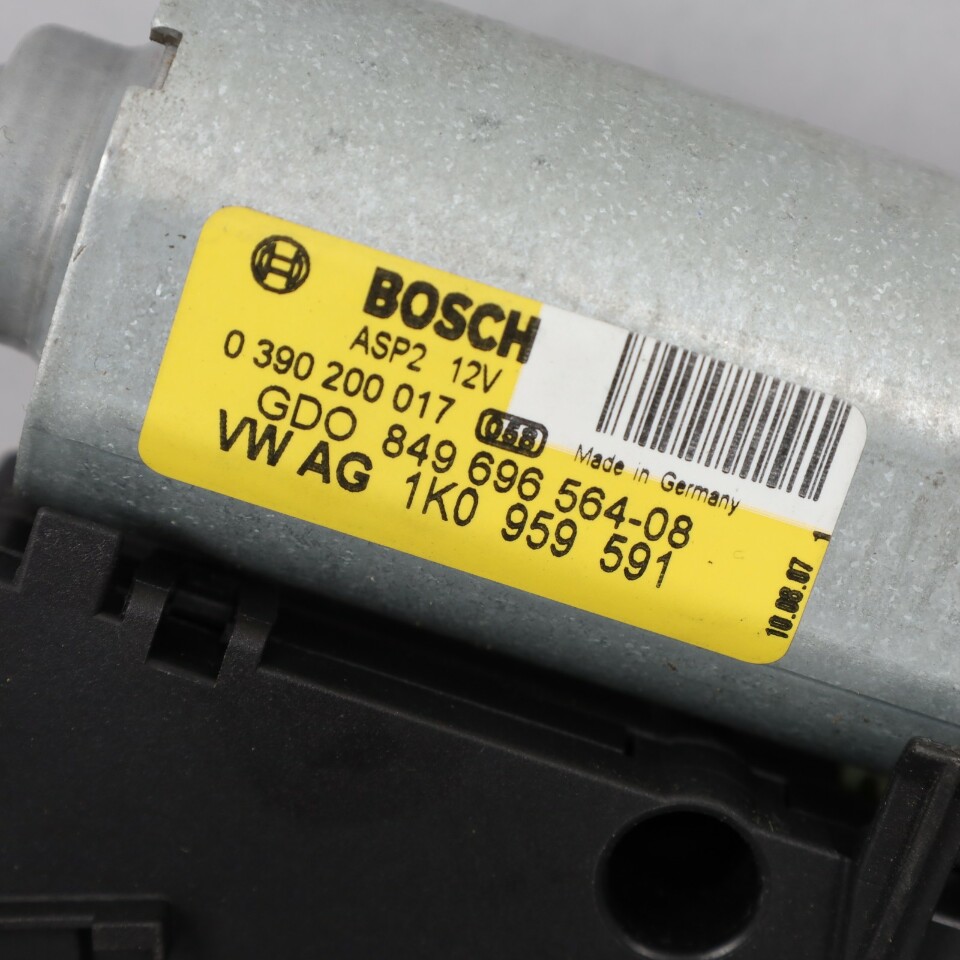 BOSCH
ASP2 12V
0 390 200 017 058
Made in Germany
GDO 849 696 564-08
VW AG 1K0 959 591
10.08.07 1